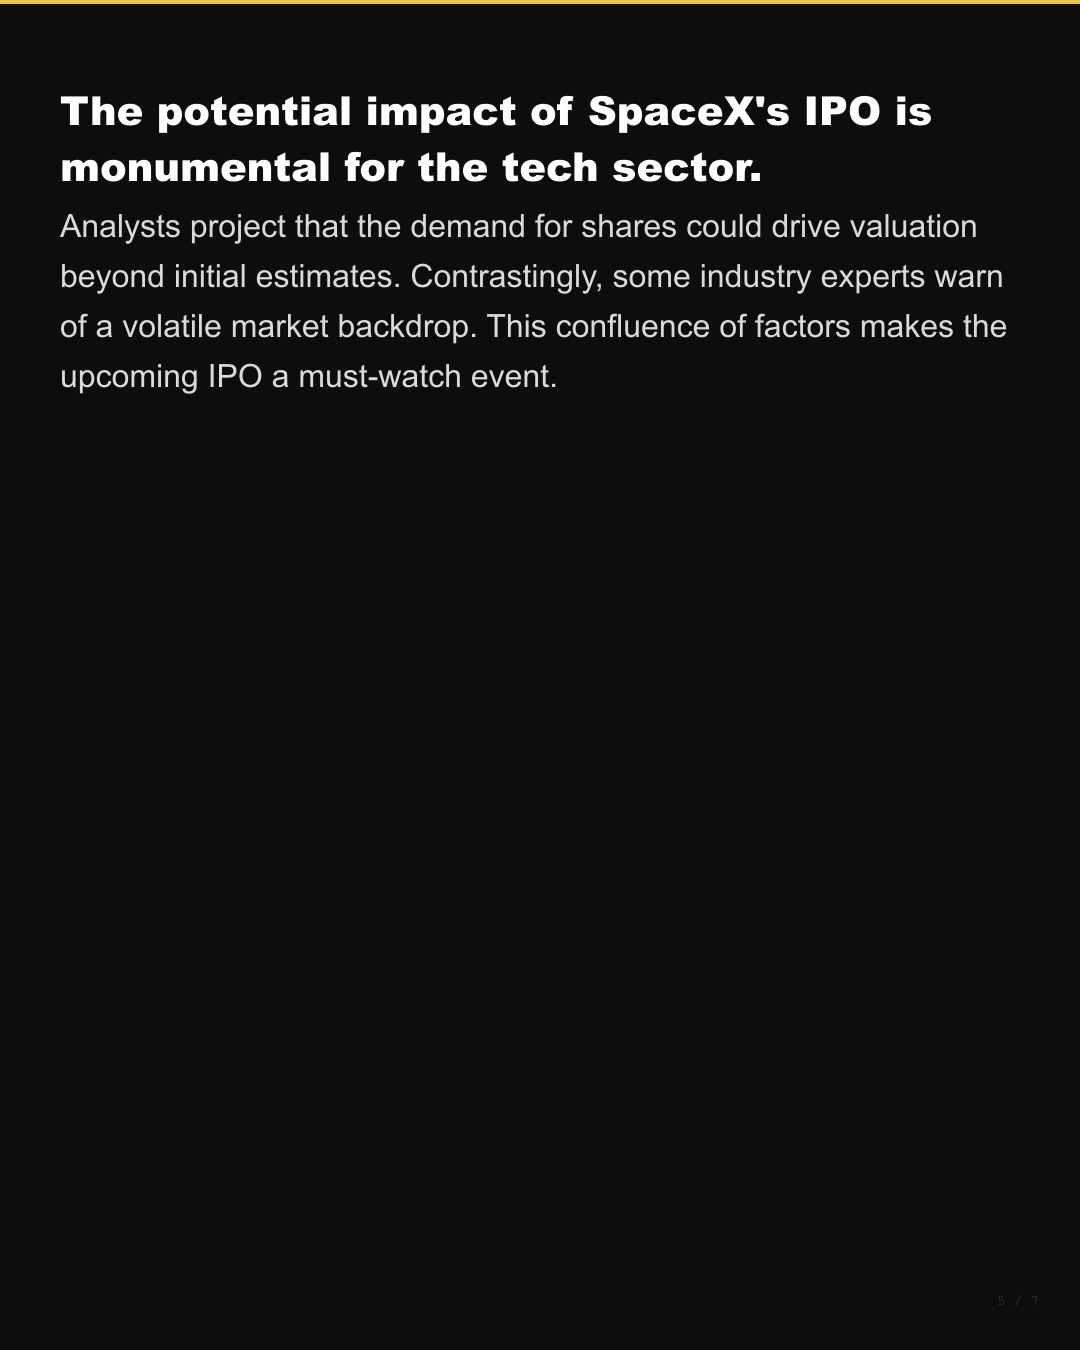 The potential impact of SpaceX's IPO is
monumental for the tech sector.
Analysts project that the demand for shares could drive valuation
beyond initial estimates. Contrastingly, some industry experts warn
of a volatile market backdrop. This confluence of factors makes the
upcoming IPO a must-watch event.
5 / 7